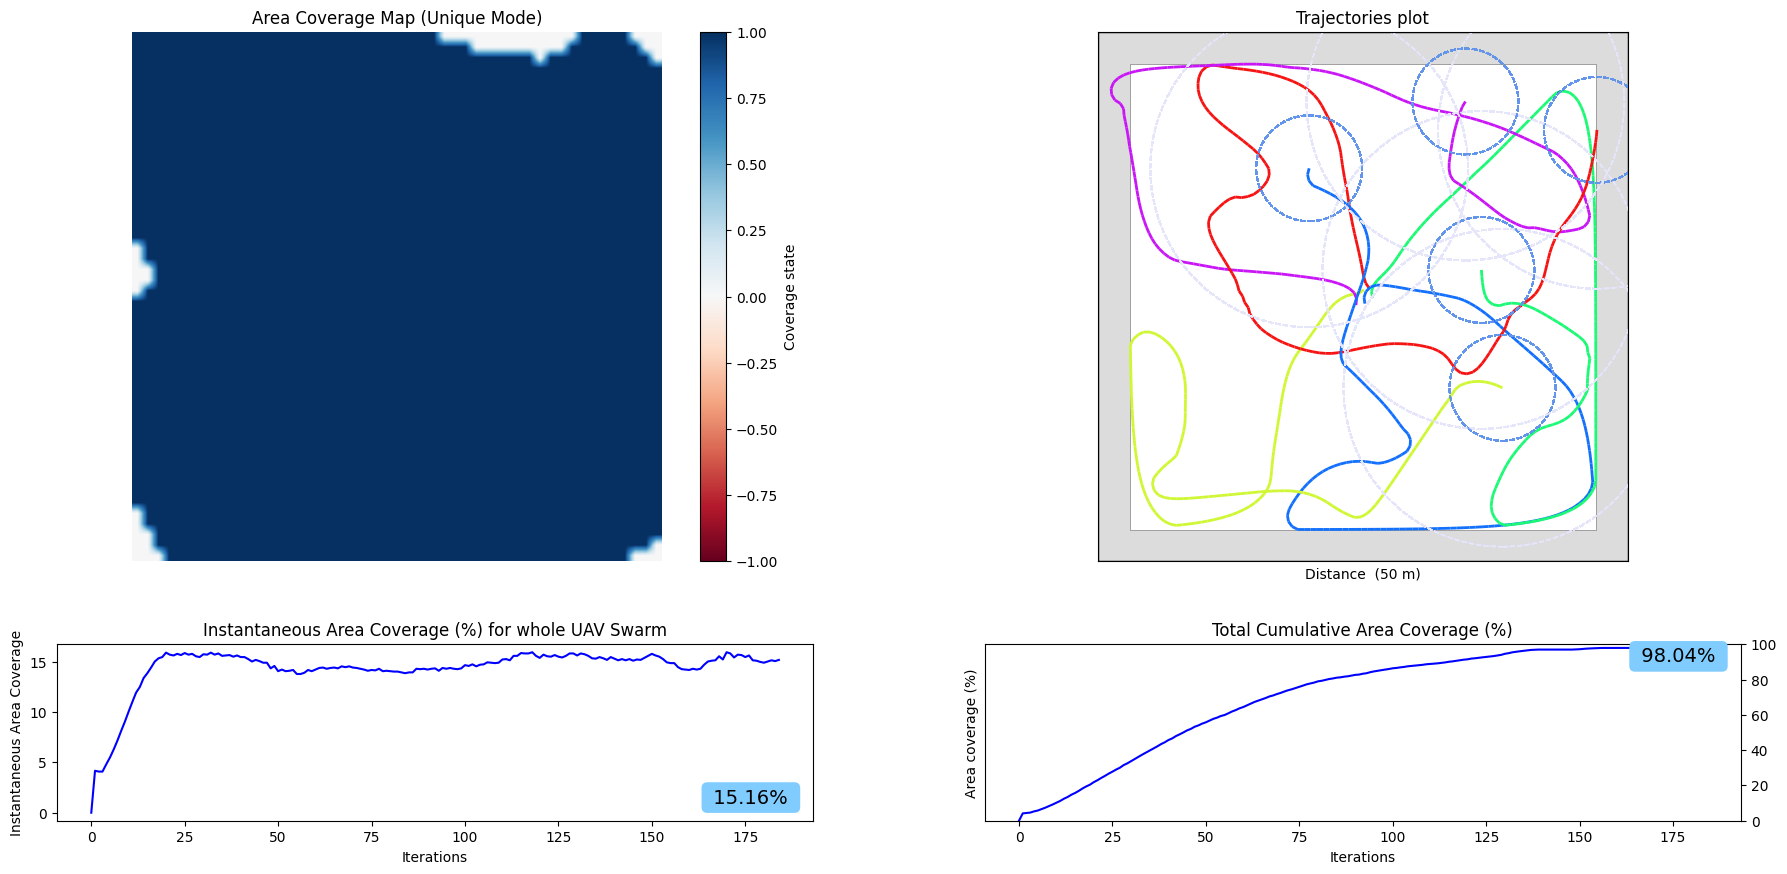 Area Coverage Map (Unique Mode)
1.00
0.75
0.50
0.25
0.00
−0.25
−0.50
−0.75
−1.00
Coverage state
Trajectories plot
Distance  (50 m)
Instantaneous Area Coverage (%) for whole UAV Swarm
Instantaneous Area Coverage
15
10
5
0
15.16%
0 25 50 75 100 125 150 175
Iterations
Total Cumulative Area Coverage (%)
Area coverage (%)
98.04%
100
80
60
40
20
0
0 25 50 75 100 125 150 175
Iterations